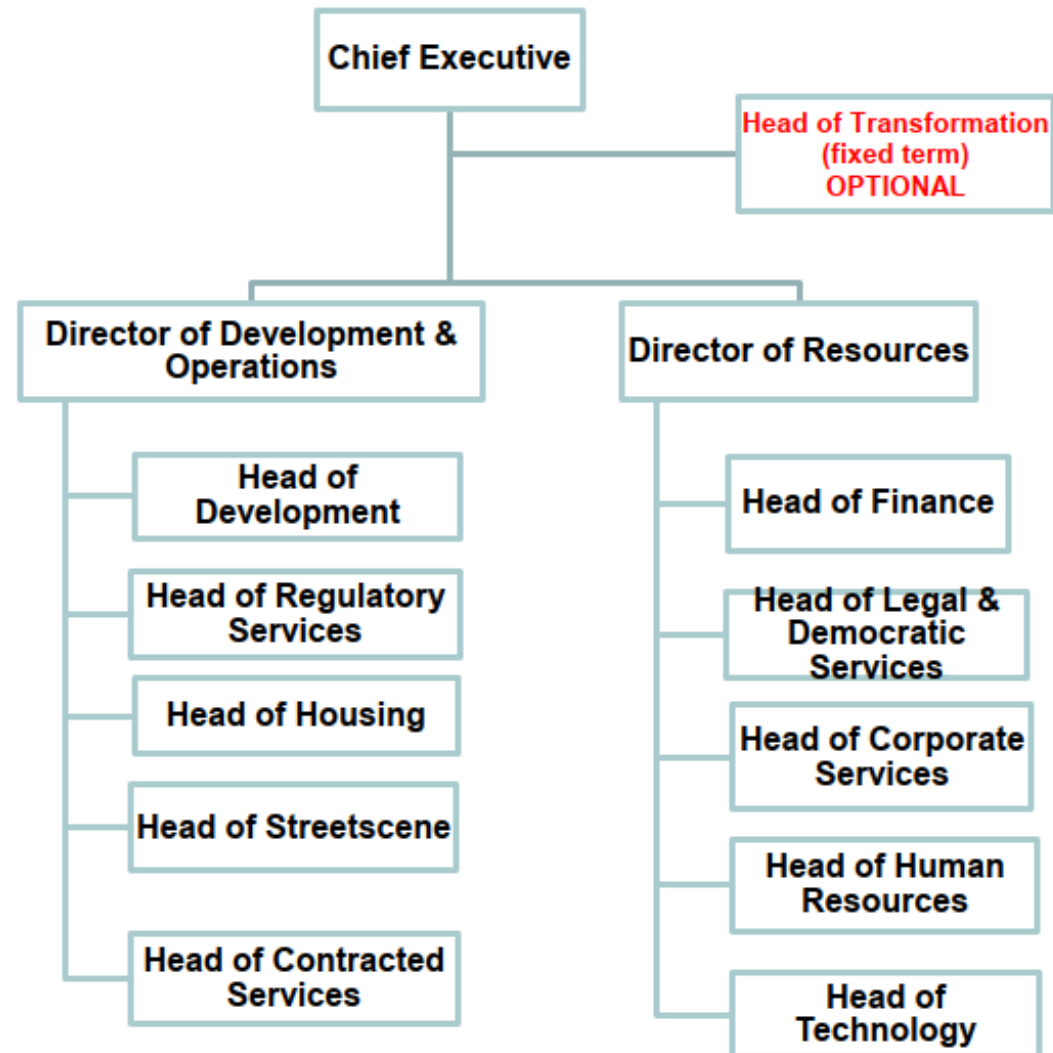 Chief Executive
Head of Transformation
(fixed term)
OPTIONAL
Director of Development &
Operations
Director of Resources
Head of
Development
Head of Regulatory
Services
Head of Housing
Head of Streetscene
Head of Contracted
Services
Head of Finance
Head of Legal &
Democratic
Services
Head of Corporate
Services
Head of Human
Resources
Head of
Technology